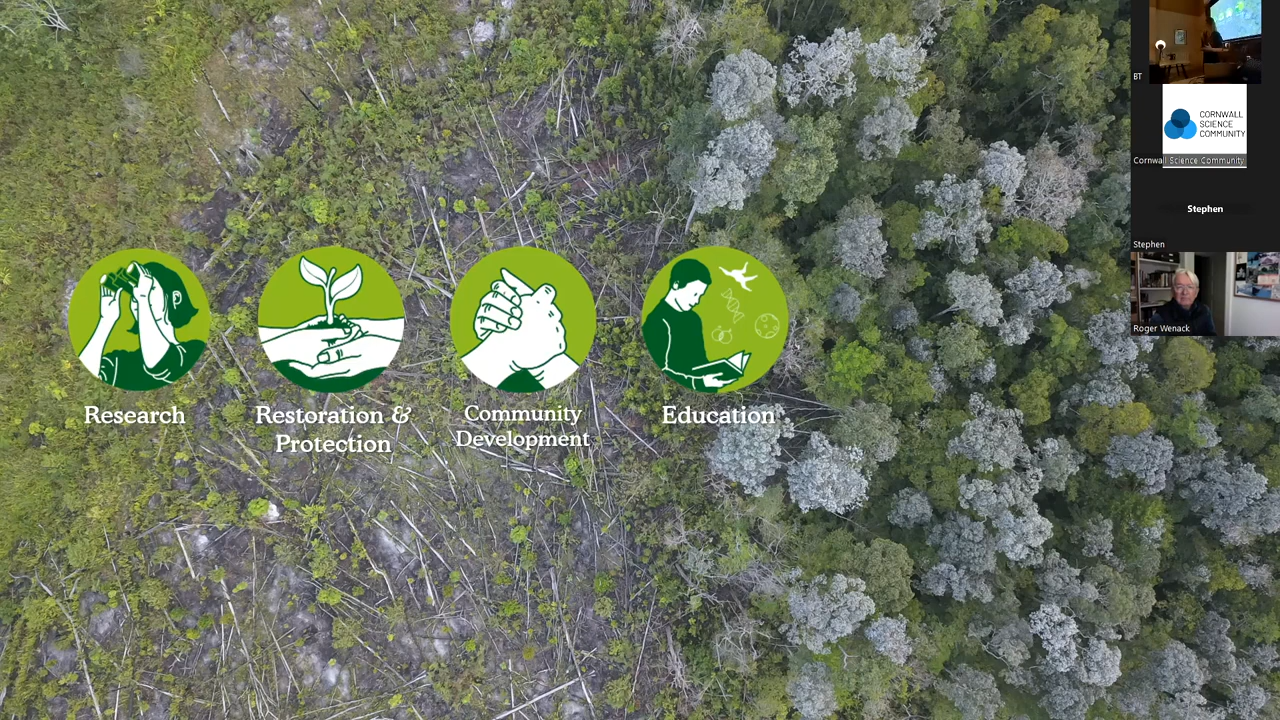 Research
Restoration &
Protection
Community
Development
Education
BT
CORNWALL
SCIENCE
COMMUNITY
Cornwall Science Community
Stephen
Stephen
Roger Wenack